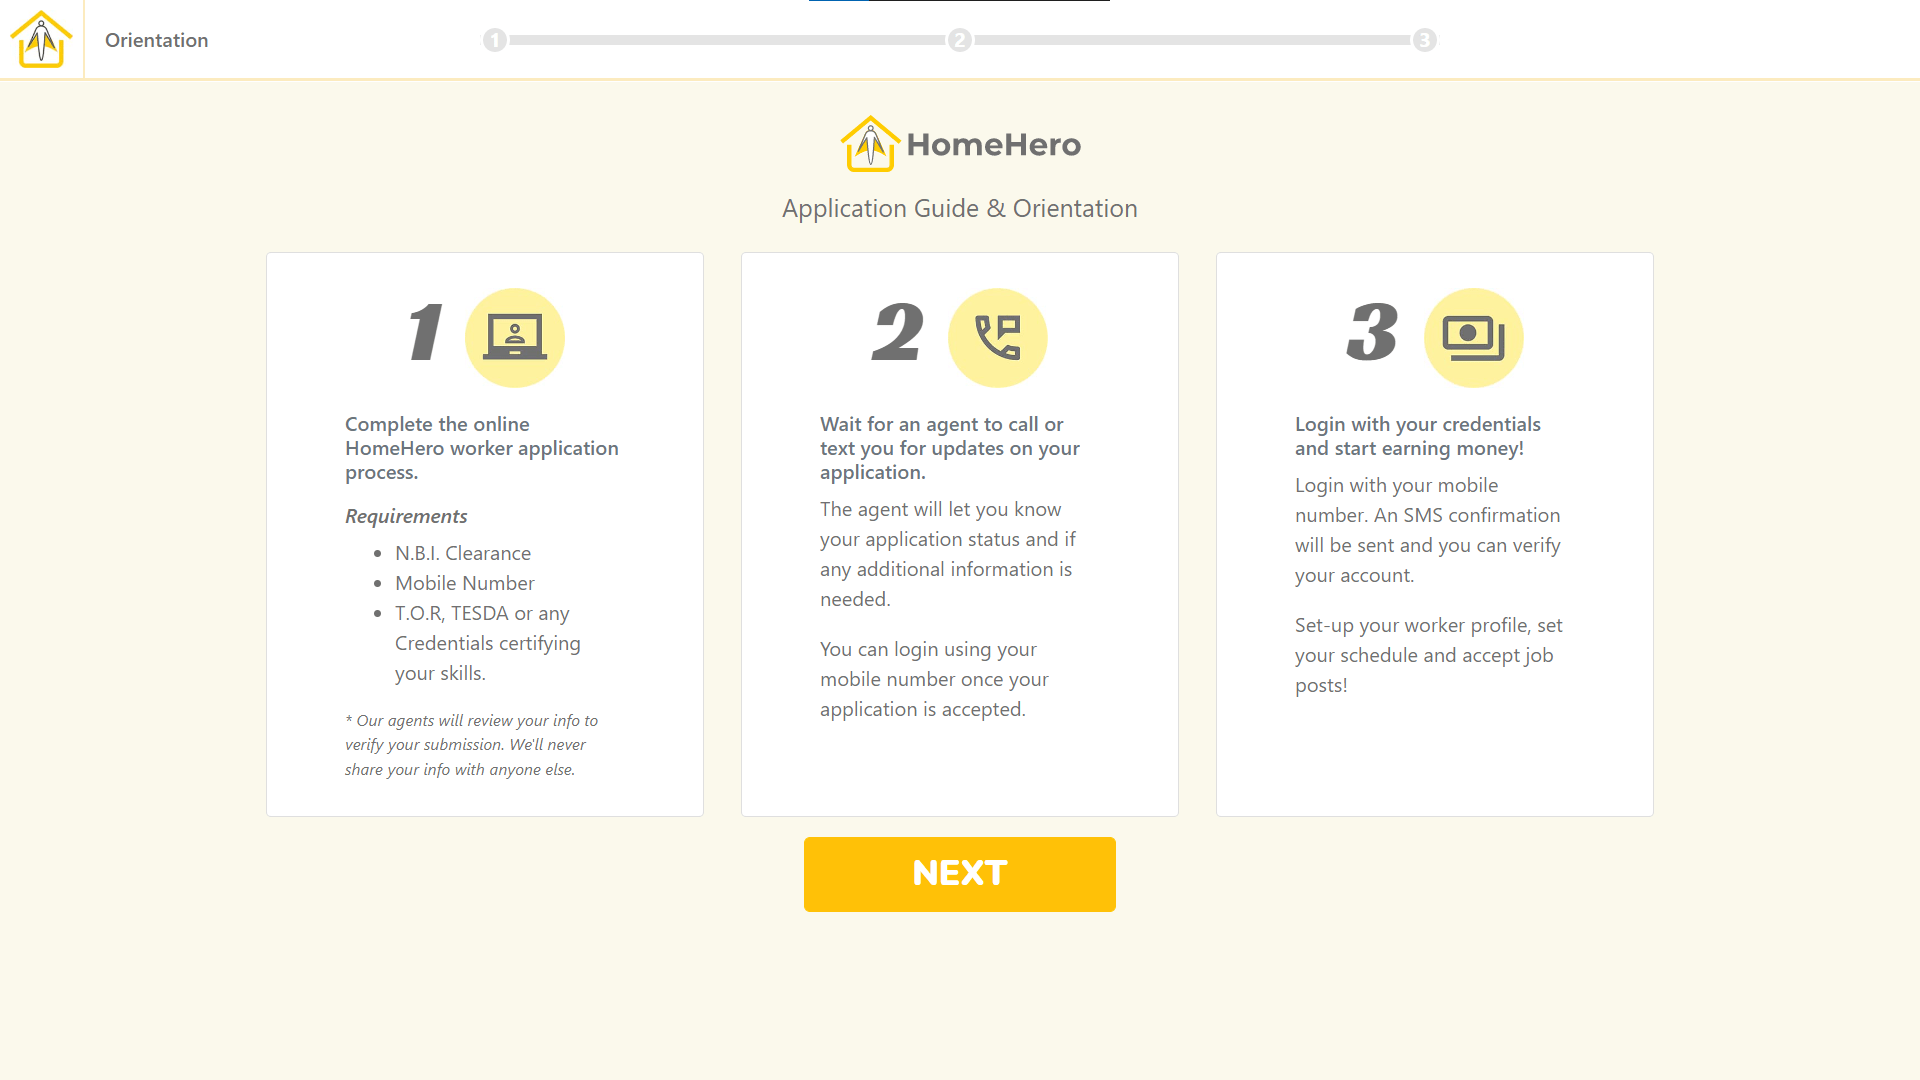 Orientation
1
2
3
HomeHero
Application Guide & Orientation
1
Complete the online
HomeHero worker application
process.
Requirements
• N.B.I. Clearance
• Mobile Number
• T.O.R, TESDA or any
Credentials certifying
your skills.
* Our agents will review your info to
verify your submission. We'll never
share your info with anyone else.
2
Wait for an agent to call or
text you for updates on your
application.
The agent will let you know
your application status and if
any additional information is
needed.
You can login using your
mobile number once your
application is accepted.
3
Login with your credentials
and start earning money!
Login with your mobile
number. An SMS confirmation
will be sent and you can verify
your account.
Set-up your worker profile, set
your schedule and accept job
posts!
NEXT